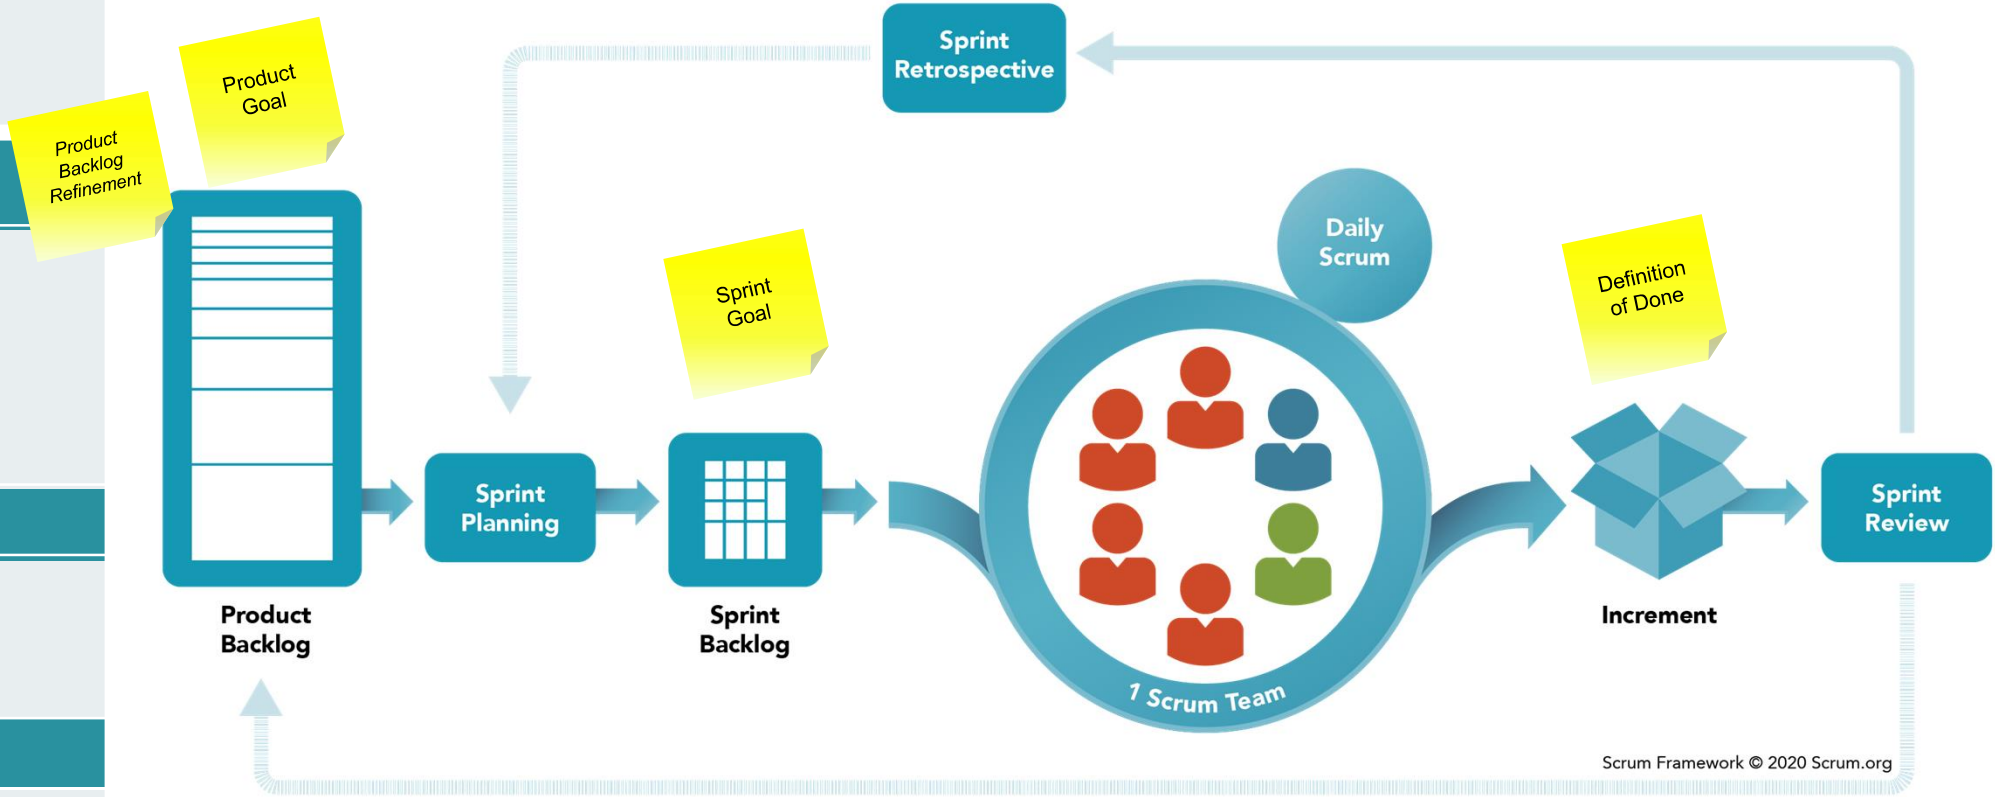 Sprint
Retrospective
Product
Goal
Product
Backlog
Refinement
Daily
Scrum
Sprint
Goal
Definition
of Done
Sprint
Planning
Sprint
Review
Product
Backlog
Sprint
Backlog
Increment
1 Scrum Team
Scrum Framework © 2020 Scrum.org